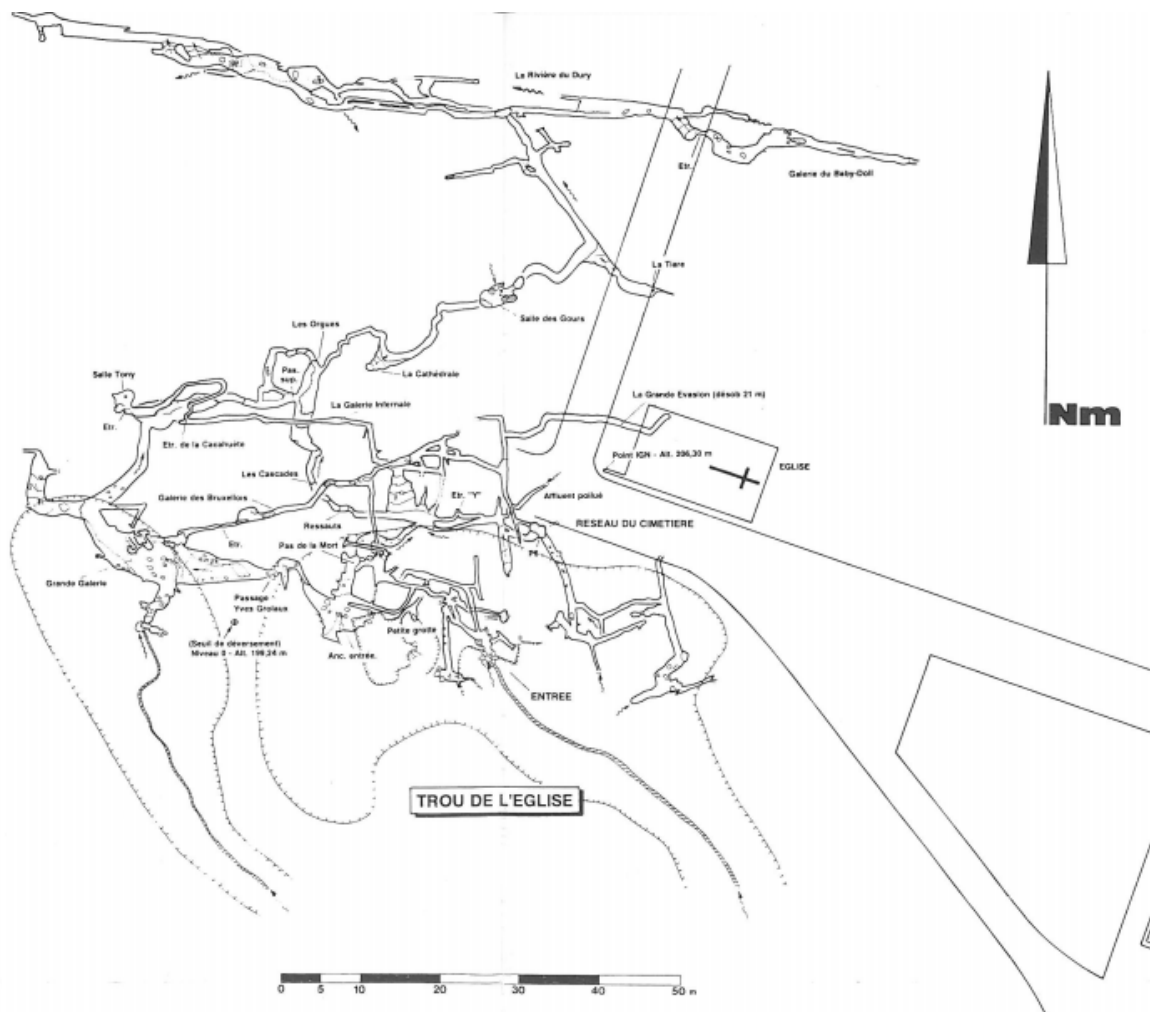 La Rivière du Dury
Etr.
Galerie du Baby-Doll
La Tiare
Salle des Gours
Les Orgues
Pas.
sup.
La Cathédrale
Salle Tony
La Galerie Infernale
La Grande Evasion (désob 21 m)
Etr.
Etr. de la Cacahuète
Point IGN - Alt. 206,30 m
EGLISE
Les Cascades
Galerie des Bruxellois
Etr. "Y"
Affluent pollué
Ressauts
RESEAU DU CIMETIERE
Etr.
Pas de la Mort
Grande Galerie
Passage
Yves Grolaux
(Seuil de déversement)
Niveau 0 - Alt. 199,24 m
Petite grotte
Anc. entrée.
ENTREE
TROU DE L'EGLISE
Nm
0 5 10 20 30 40 50 m